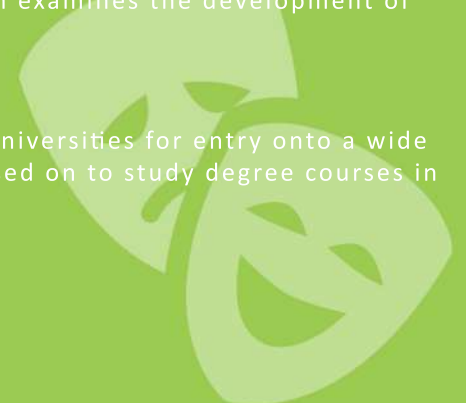 examines the development of
niversities for entry onto a wide
ed on to study degree courses in